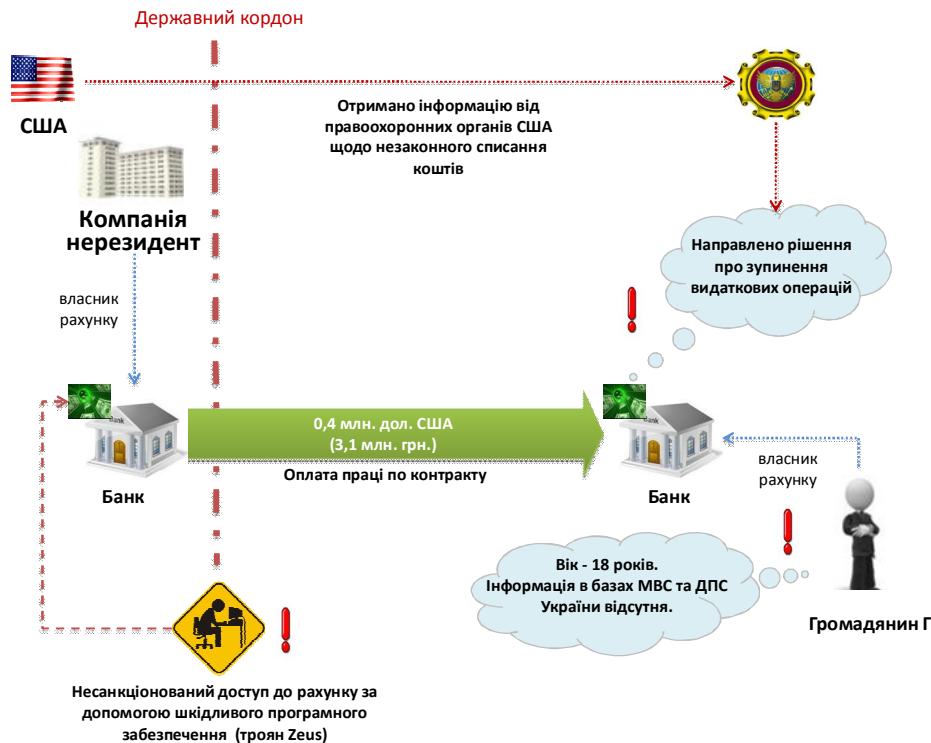 Державний кордон
США
Отримано інформацію від
правоохоронних органів США
щодо незаконного списання
коштів
Компанія
нерезидент
Направлено рішення
про зупинення
видаткових операцій
власник
рахунку
0,4 млн. дол. США
(3,1 млн. грн.)
Оплата праці по контракту
Bank
Банк
Bank
Банк
власник
рахунку
Вік - 18 років.
Інформація в базах МВС та ДПС
України відсутня.
Громадянин Г
Несанкціонований доступ до рахунку за
допомогою шкідливого програмного
забезпечення (троян Zeus)